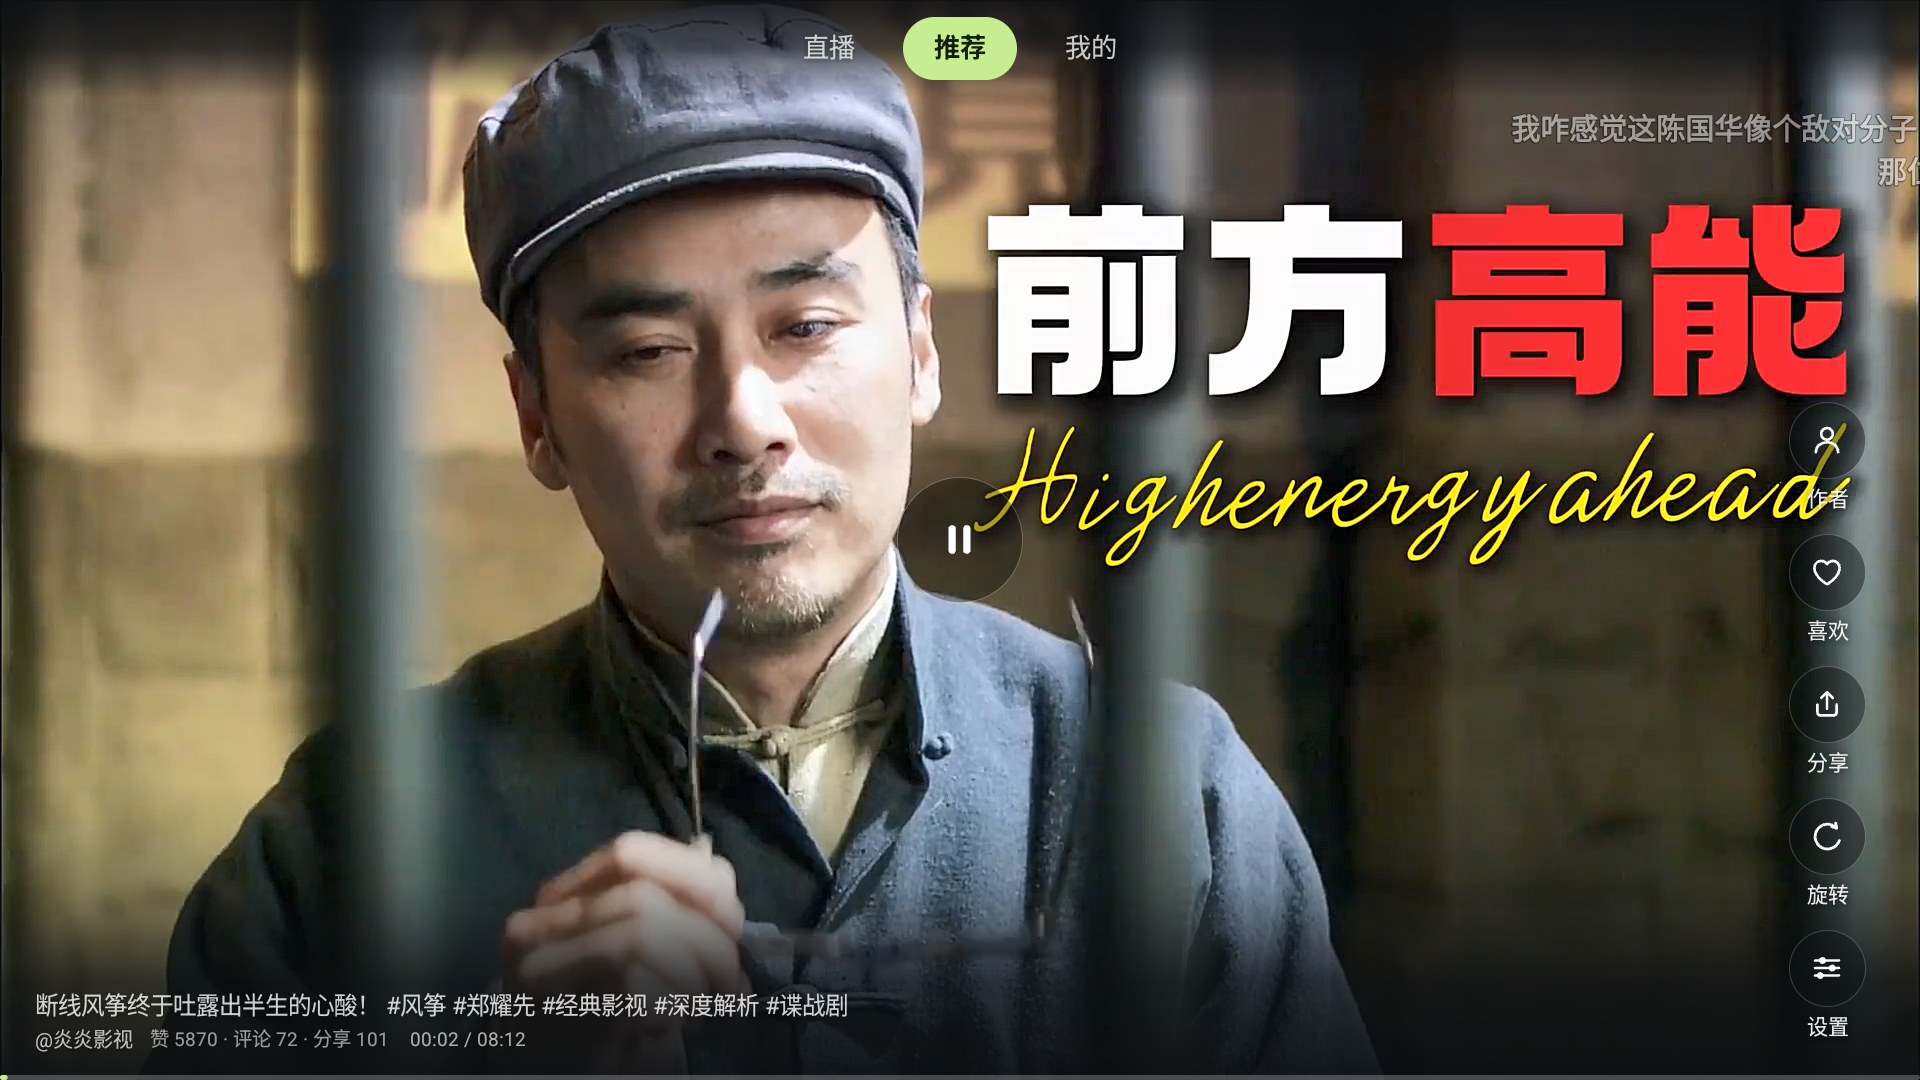 直播 推荐 我的
我咋感觉这陈国华像个敌对分子
那
前方高能
Highenergyahead
作者
喜欢
分享
旋转
设置
断线风筝终于吐露出半生的心酸! #风筝 #郑耀先 #经典影视 #深度解析 #谍战剧
@炎炎影视 赞 5870 · 评论 72 · 分享 101 00:02 / 08:12